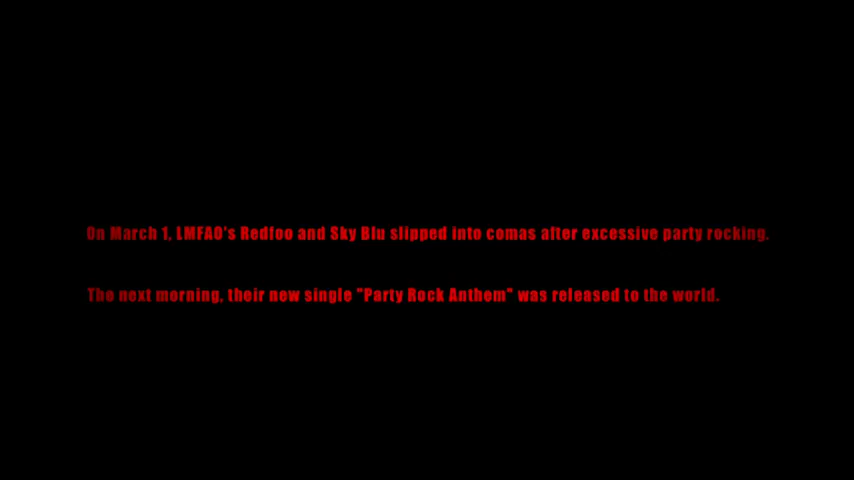 On March 1, LMFAO's Redfoo and Sky Blu slipped into comas after excessive party rocking.
The next morning, their new single "Party Rock Anthem" was released to the world.